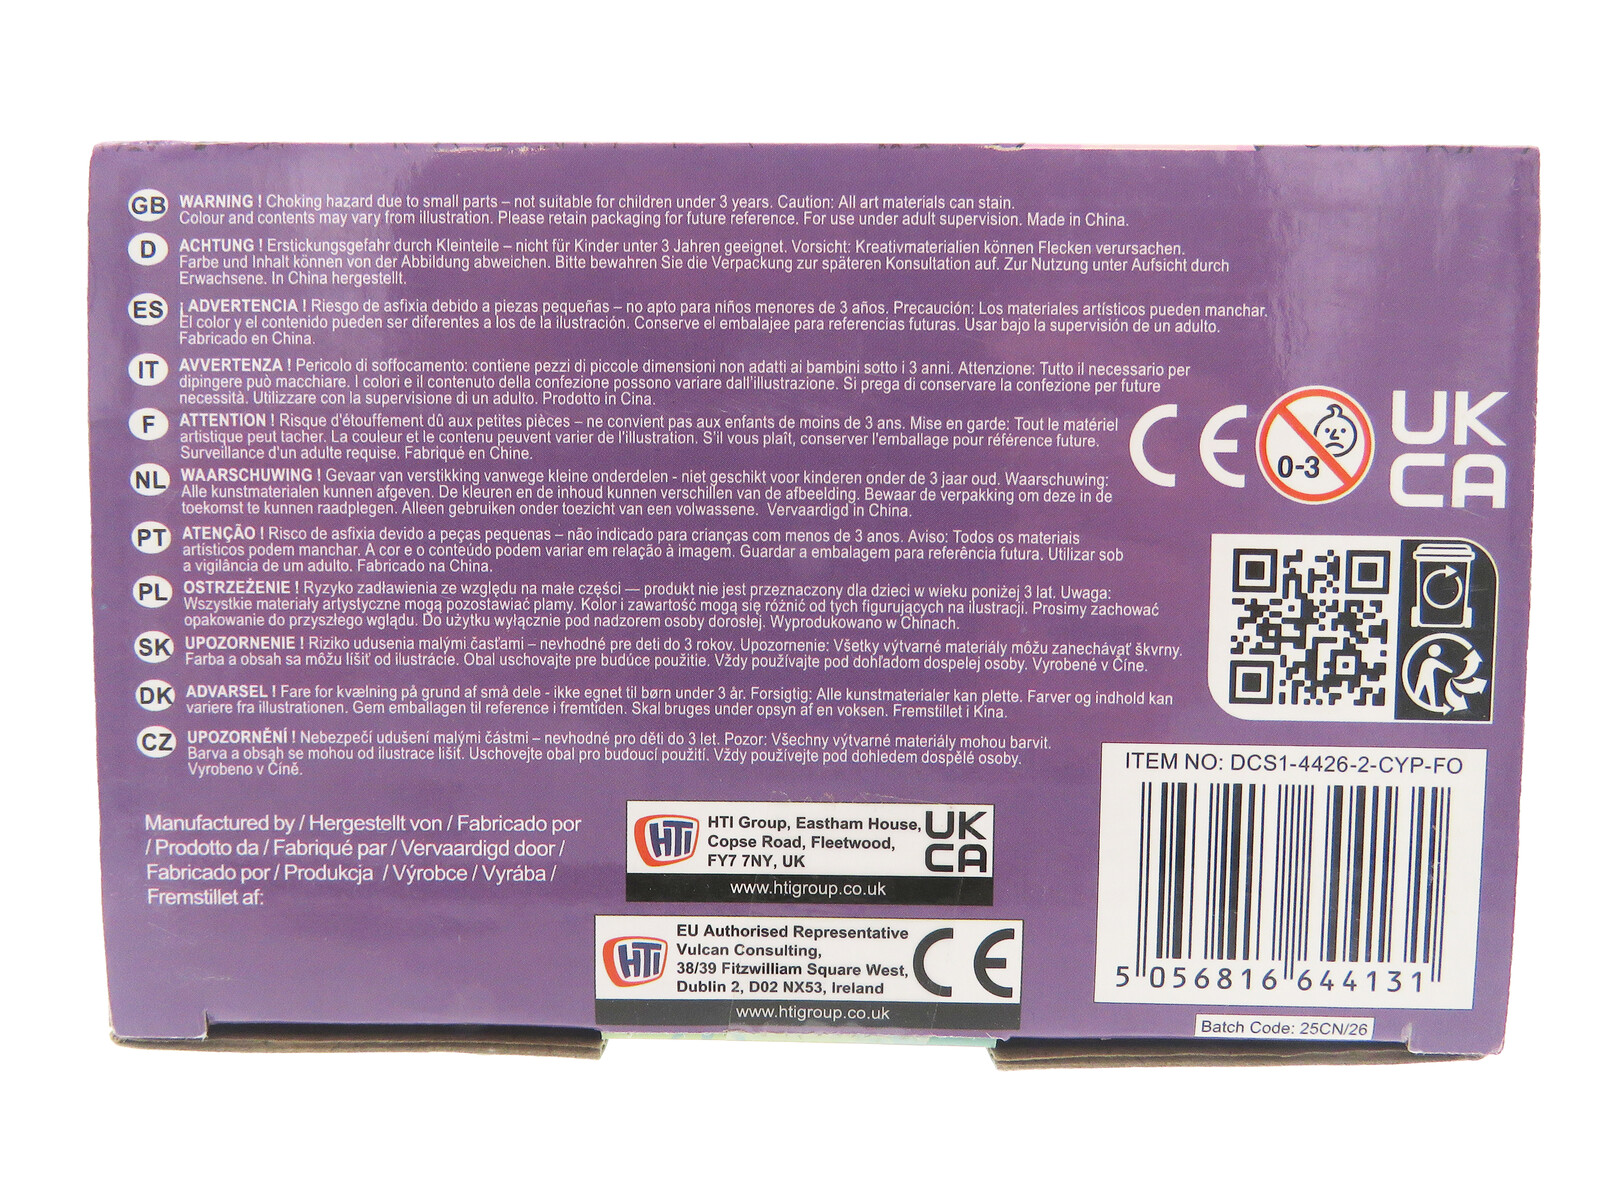 GB WARNING ! Choking hazard due to small parts – not suitable for children under 3 years. Caution: All art materials can stain.
Colour and contents may vary from illustration. Please retain packaging for future reference. For use under adult supervision. Made in China.
D ACHTUNG ! Erstickungsgefahr durch Kleinteile – nicht für Kinder unter 3 Jahren geeignet. Vorsicht: Kreativmaterialien können Flecken verursachen.
Farbe und Inhalt können von der Abbildung abweichen. Bitte bewahren Sie die Verpackung zur späteren Konsultation auf. Zur Nutzung unter Aufsicht durch
Erwachsene. In China hergestellt.
ES ¡ ADVERTENCIA ! Riesgo de asfixia debido a piezas pequeñas – no apto para niños menores de 3 años. Precaución: Los materiales artísticos pueden manchar.
El color y el contenido pueden ser diferentes a los de la ilustración. Conserve el embalajee para referencias futuras. Usar bajo la supervisión de un adulto.
Fabricado en China.
IT AVVERTENZA ! Pericolo di soffocamento: contiene pezzi di piccole dimensioni non adatti ai bambini sotto i 3 anni. Attenzione: Tutto il necessario per
dipingere può macchiare. I colori e il contenuto della confezione possono variare dall'illustrazione. Si prega di conservare la confezione per future
necessità. Utilizzare con la supervisione di un adulto. Prodotto in Cina.
F ATTENTION ! Risque d'étouffement dû aux petites pièces – ne convient pas aux enfants de moins de 3 ans. Mise en garde: Tout le matériel
artistique peut tacher. La couleur et le contenu peuvent varier de l'illustration. S'il vous plaît, conserver l'emballage pour référence future.
Surveillance d'un adulte requise. Fabriqué en Chine.
NL WAARSCHUWING ! Gevaar van verstikking vanwege kleine onderdelen - niet geschikt voor kinderen onder de 3 jaar oud. Waarschuwing:
Alle kunstmaterialen kunnen afgeven. De kleuren en de inhoud kunnen verschillen van de afbeelding. Bewaar de verpakking om deze in de
toekomst te kunnen raadplegen. Alleen gebruiken onder toezicht van een volwassene. Vervaardigd in China.
PT ATENÇÃO ! Risco de asfixia devido a peças pequenas – não indicado para crianças com menos de 3 anos. Aviso: Todos os materiais
artísticos podem manchar. A cor e o conteúdo podem variar em relação à imagem. Guardar a embalagem para referência futura. Utilizar sob
a vigilância de um adulto. Fabricado na China.
PL OSTRZEŻENIE ! Ryzyko zadławienia ze względu na małe części — produkt nie jest przeznaczony dla dzieci w wieku poniżej 3 lat. Uwaga:
Wszystkie materiały artystyczne mogą pozostawiać plamy. Kolor i zawartość mogą się różnić od tych figurujących na ilustracji. Prosimy zachować
opakowanie do przyszłego wglądu. Do użytku wyłącznie pod nadzorem osoby dorosłej. Wyprodukowano w Chinach.
SK UPOZORNENIE ! Riziko udusenia malými časťami – nevhodné pre deti do 3 rokov. Upozornenie: Všetky výtvarné materiály môžu zanechávať škvrny.
Farba a obsah sa môžu líšiť od ilustrácie. Obal uschovajte pre budúce použitie. Vždy používajte pod dohľadom dospelej osoby. Vyrobené v Číne.
DK ADVARSEL ! Fare for kvælning på grund af små dele - ikke egnet til børn under 3 år. Forsigtig: Alle kunstmaterialer kan plette. Farver og indhold kan
variere fra illustrationen. Gem emballagen til reference i fremtiden. Skal bruges under opsyn af en voksen. Fremstillet i Kina.
CZ UPOZORNĚNÍ ! Nebezpečí udušení malými částmi – nevhodné pro děti do 3 let. Pozor: Všechny výtvarné materiály mohou barvit.
Barva a obsah se mohou od ilustrace lišit. Uschovejte obal pro budoucí použití. Vždy používejte pod dohledem dospělé osoby.
Vyrobeno v Číně.
CE
0-3
UK
CA
ITEM NO: DCS1-4426-2-CYP-FO
5 056816 644131
Batch Code: 25CN/26
Manufactured by / Hergestellt von / Fabricado por
/ Prodotto da / Fabriqué par / Vervaardigd door /
Fabricado por / Produkcja / Výrobce / Vyrába /
Fremstillet af:
HTI
HTI Group, Eastham House,
Copse Road, Fleetwood,
FY7 7NY, UK
UK
CA
www.htigroup.co.uk
HTI
EU Authorised Representative
Vulcan Consulting,
38/39 Fitzwilliam Square West,
Dublin 2, D02 NX53, Ireland
CE
www.htigroup.co.uk